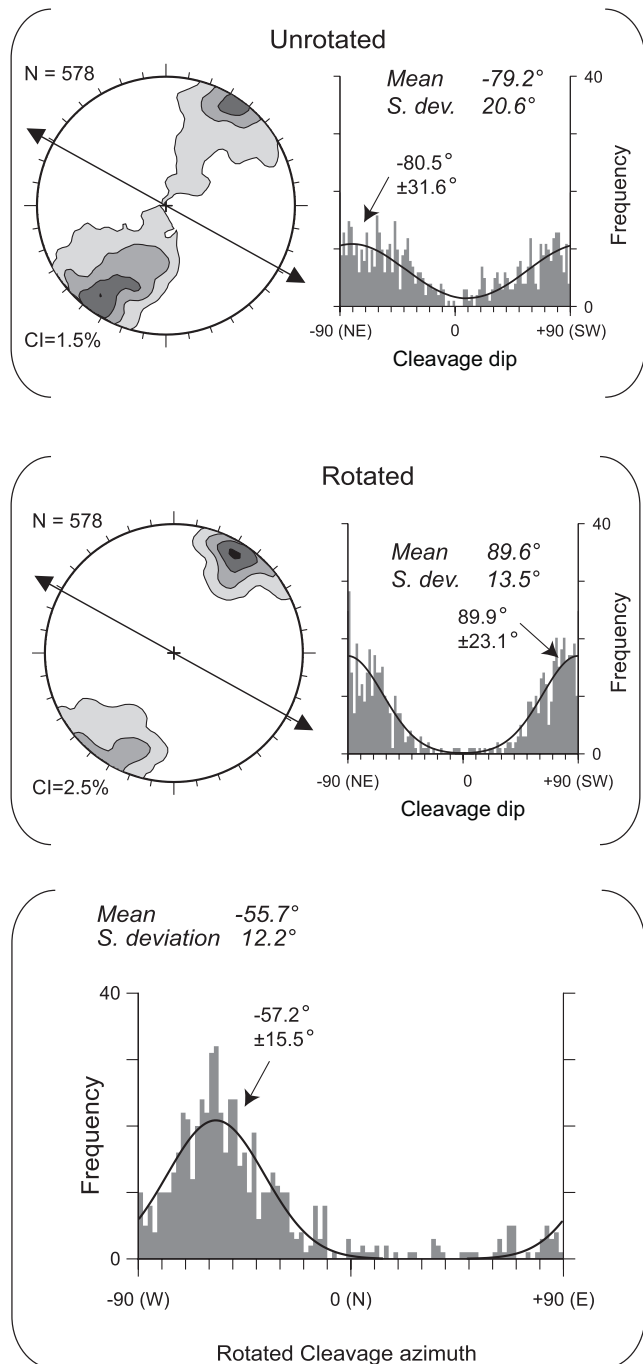 Unrotated
N = 578
Mean -79.2°
S. dev. 20.6°
40
-80.5°
±31.6°
Frequency
0
CI=1.5%
-90 (NE) 0 +90 (SW)
Cleavage dip
Rotated
N = 578
40
Mean 89.6°
S. dev. 13.5°
89.9°
±23.1°
Frequency
0
CI=2.5%
-90 (NE) 0 +90 (SW)
Cleavage dip
Mean -55.7°
S. deviation 12.2°
40
-57.2°
±15.5°
Frequency
0
-90 (W) 0 (N) +90 (E)
Rotated Cleavage azimuth